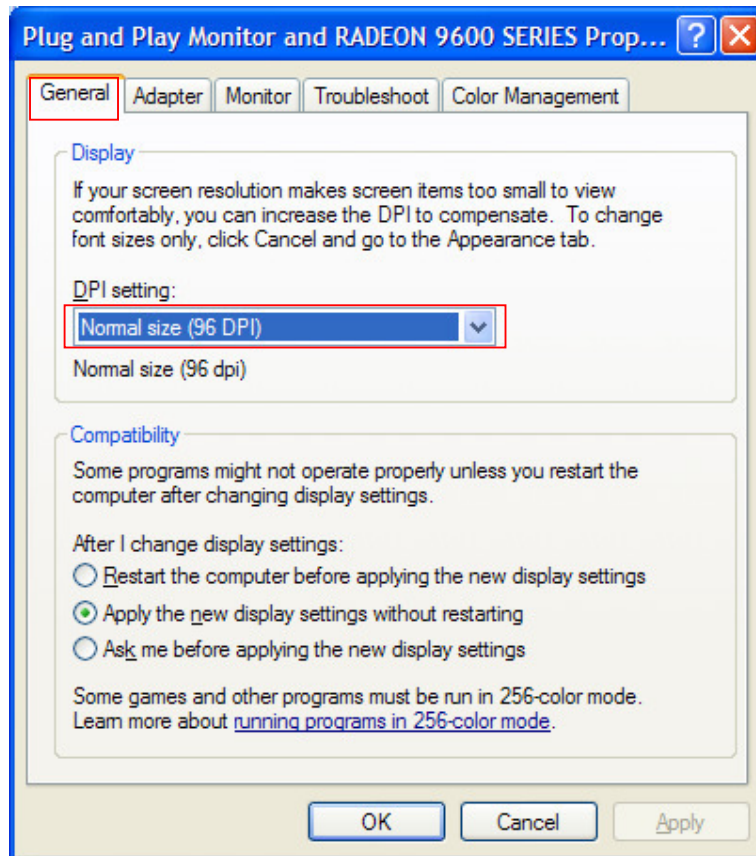 Plug and Play Monitor and RADEON 9600 SERIES Prop...
General Adapter Monitor Troubleshoot Color Management
Display
If your screen resolution makes screen items too small to view
comfortably, you can increase the DPI to compensate. To change
font sizes only, click Cancel and go to the Appearance tab.
DPI setting:
Normal size (96 DPI)
Normal size (96 dpi)
Compatibility
Some programs might not operate properly unless you restart the
computer after changing display settings.
After I change display settings:
Restart the computer before applying the new display settings
Apply the new display settings without restarting
Ask me before applying the new display settings
Some games and other programs must be run in 256-color mode.
Learn more about running programs in 256-color mode.
OK Cancel Apply